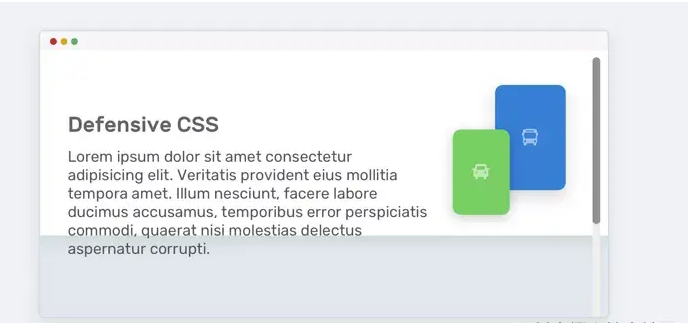 Defensive CSS
Lorem ipsum dolor sit amet consectetur
adipisicing elit. Veritatis provident eius mollitia
tempora amet. Illum nesciunt, facere labore
ducimus accusamus, temporibus error perspiciatis
commodi, quaerat nisi molestias delectus
aspernatur corrupti.